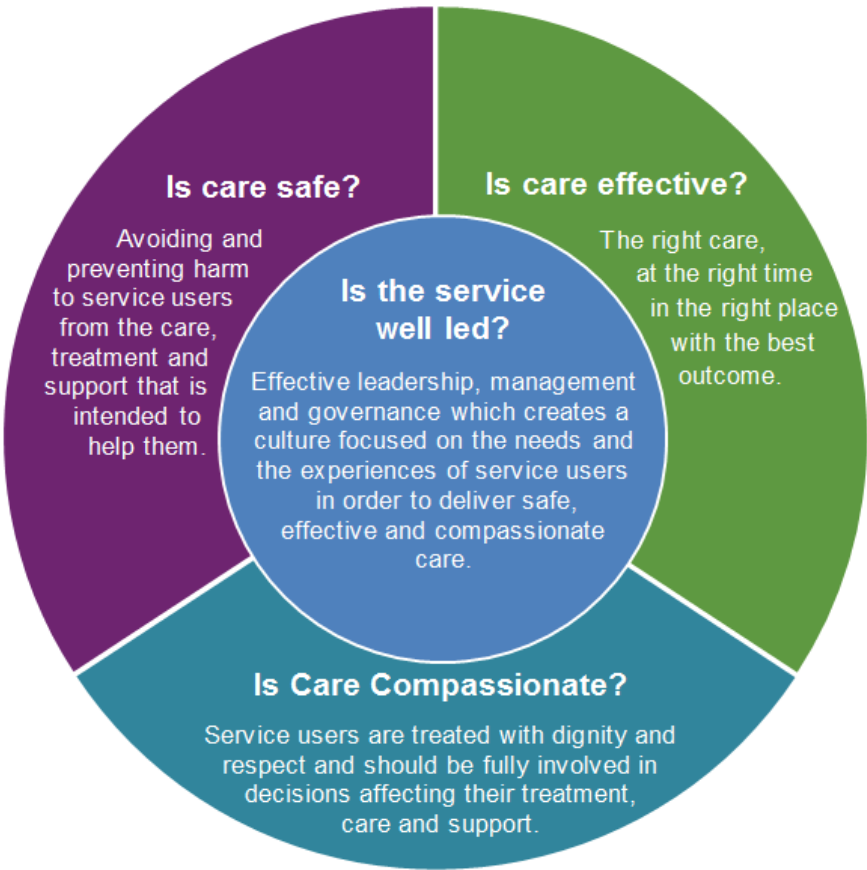 Is care safe?
Avoiding and
preventing harm
to service users
from the care,
treatment and
support that is
intended to
help them.
Is care effective?
The right care,
at the right time
in the right place
with the best
outcome.
Is the service
well led?
Effective leadership, management
and governance which creates a
culture focused on the needs and
the experiences of service users
in order to deliver safe,
effective and compassionate
care.
Is Care Compassionate?
Service users are treated with dignity and
respect and should be fully involved in
decisions affecting their treatment,
care and support.